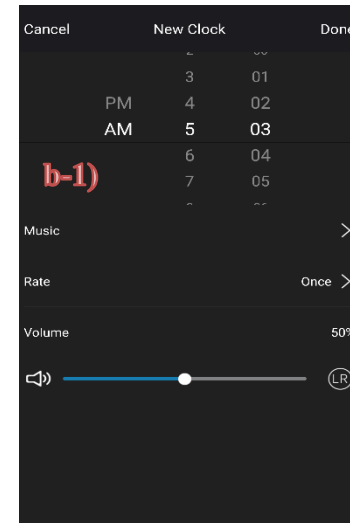 Cancel New Clock Done
3 01
PM 4 02
AM 5 03
6 04
b-1) 7 05
Music
Rate Once
Volume 50%
LR